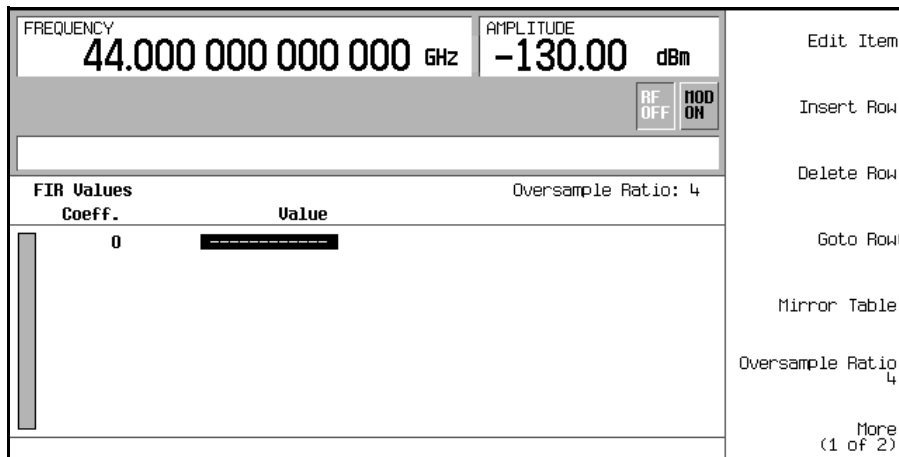 FREQUENCY
44.000 000 000 000 GHz
AMPLITUDE
-130.00 dBm
RF OFF
MOD ON
FIR Values
Oversample Ratio: 4
Coeff.
Value
0
------------
Edit Item
Insert Row
Delete Row
Goto Row
Mirror Table
Oversample Ratio
4
More
(1 of 2)